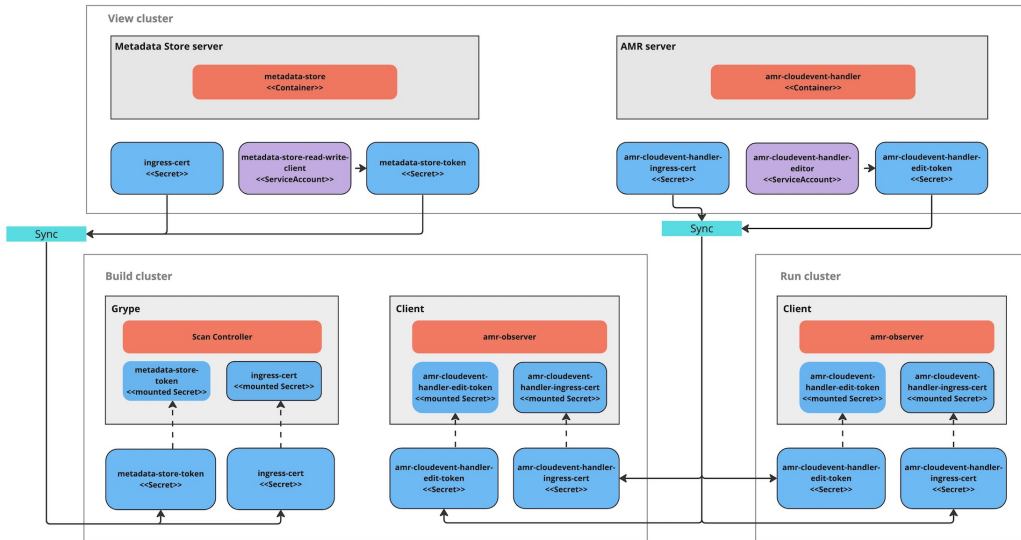 View cluster
Metadata Store server
metadata-store
<<Container>>
AMR server
amr-cloudevent-handler
<<Container>>
ingress-cert
<<Secret>>
metadata-store-read-write-
client
<<ServiceAccount>>
metadata-store-token
<<Secret>>
amr-cloudevent-handler-
ingress-cert
<<Secret>>
amr-cloudevent-handler-
editor
<<ServiceAccount>>
amr-cloudevent-handler-
edit-token
<<Secret>>
Sync
Sync
Build cluster
Grype
Scan Controller
metadata-store-
token
<<mounted Secret>>
ingress-cert
<<mounted Secret>>
metadata-store-token
<<Secret>>
ingress-cert
<<Secret>>
Client
amr-observer
amr-cloudevent-
handler-edit-token
<<mounted Secret>>
amr-cloudevent-
handler-ingress-cert
<<mounted Secret>>
amr-cloudevent-handler-
edit-token
<<Secret>>
amr-cloudevent-handler-
ingress-cert
<<Secret>>
Run cluster
Client
amr-observer
amr-cloudevent-
handler-edit-token
<<mounted Secret>>
amr-cloudevent-
handler-ingress-cert
<<mounted Secret>>
amr-cloudevent-handler-
edit-token
<<Secret>>
amr-cloudevent-handler-
ingress-cert
<<Secret>>